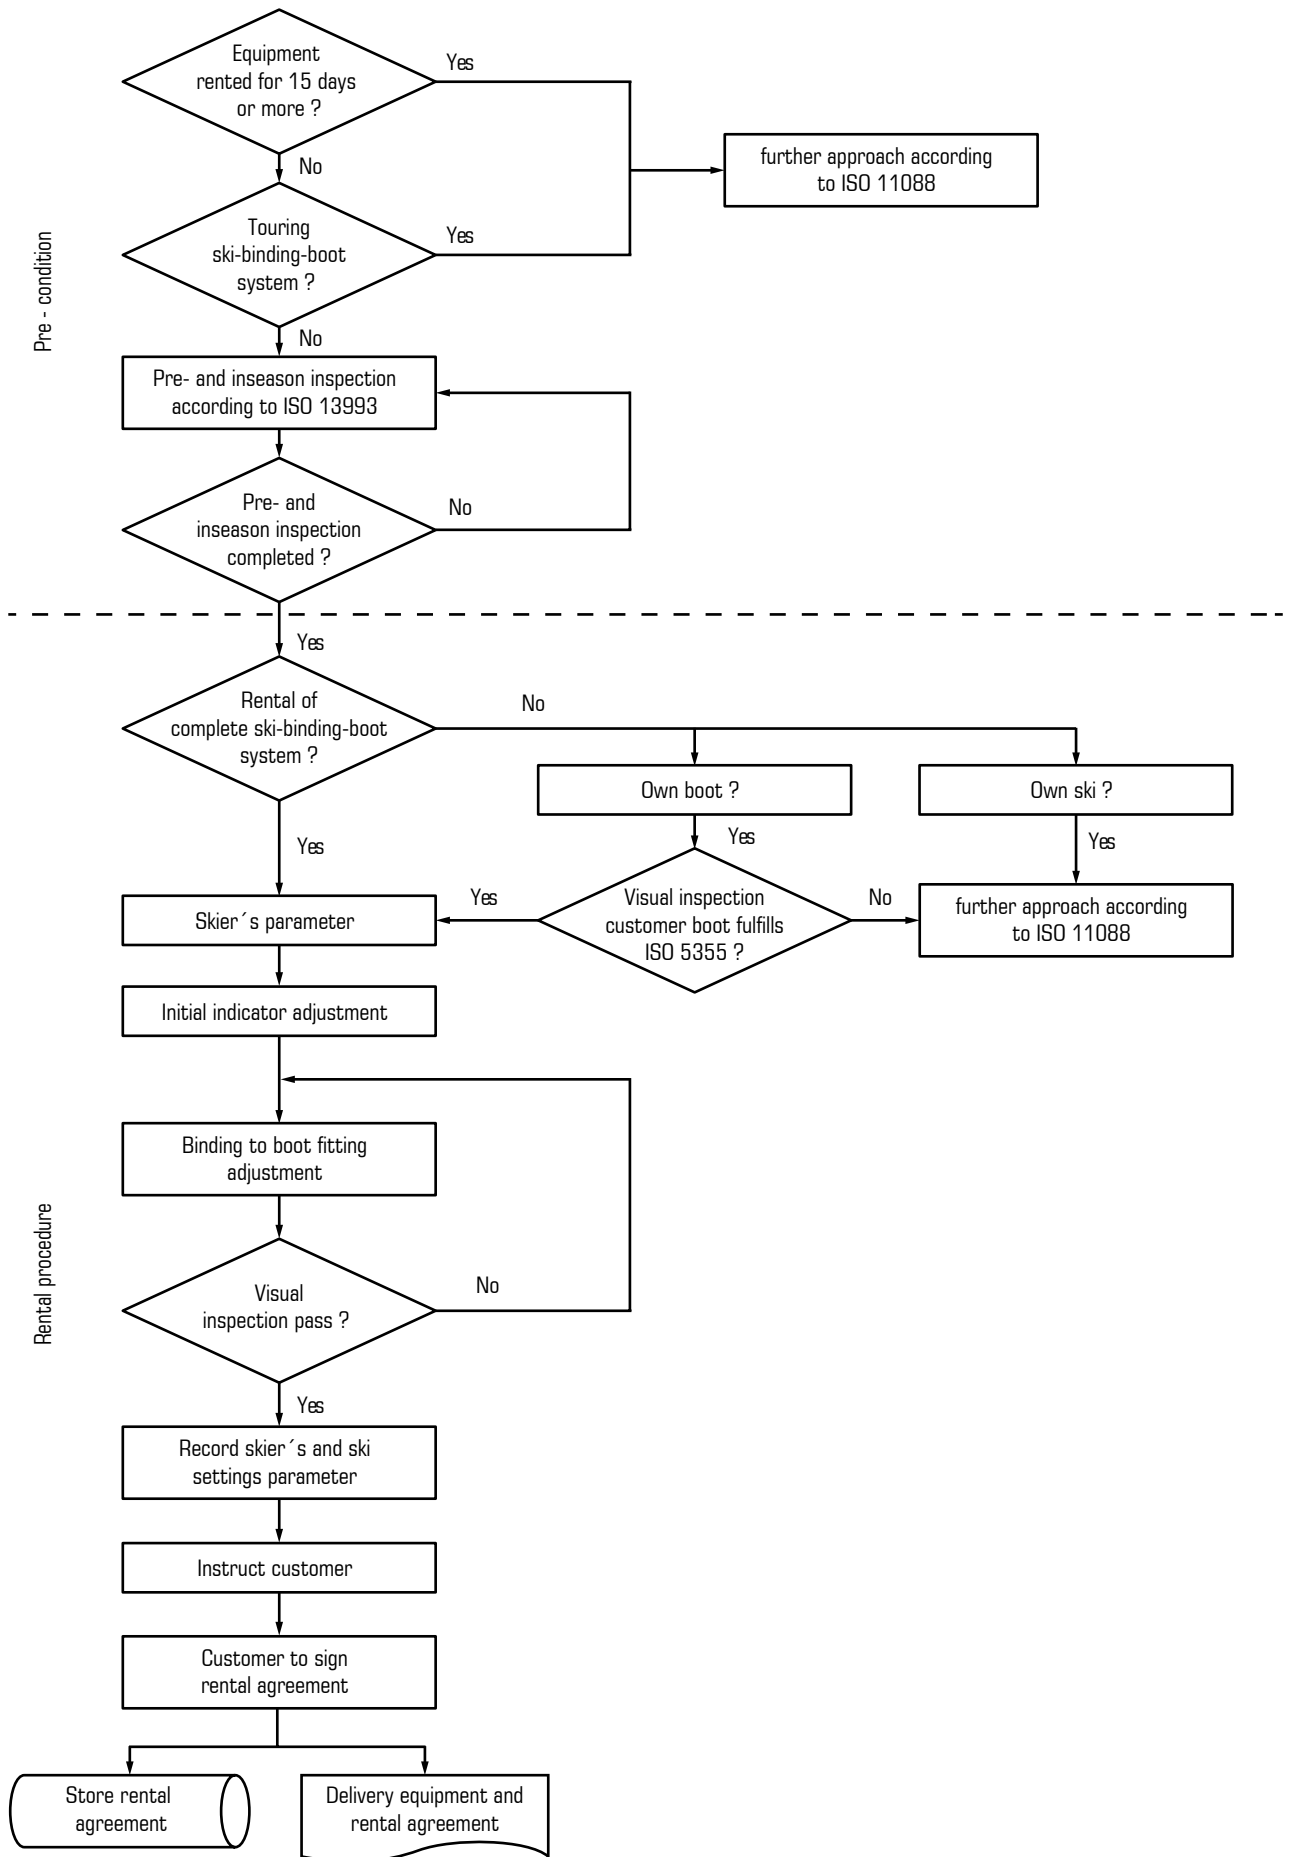 Equipment
rented for 15 days
or more ?
Yes
further approach according
to ISO 11088
No
Touring
ski-binding-boot
system ?
Yes
Pre - condition
No
Pre- and inseason inspection
according to ISO 13993
Pre- and
inseason inspection
completed ?
No
Yes
Rental of
complete ski-binding-boot
system ?
No
Own boot ?
Own ski ?
Yes
Yes
Yes
Skier´s parameter
Yes
Visual inspection
customer boot fulfills
ISO 5355 ?
No
further approach according
to ISO 11088
Initial indicator adjustment
Binding to boot fitting
adjustment
Rental procedure
Visual
inspection pass ?
No
Yes
Record skier´s and ski
settings parameter
Instruct customer
Customer to sign
rental agreement
Store rental
agreement
Delivery equipment and
rental agreement